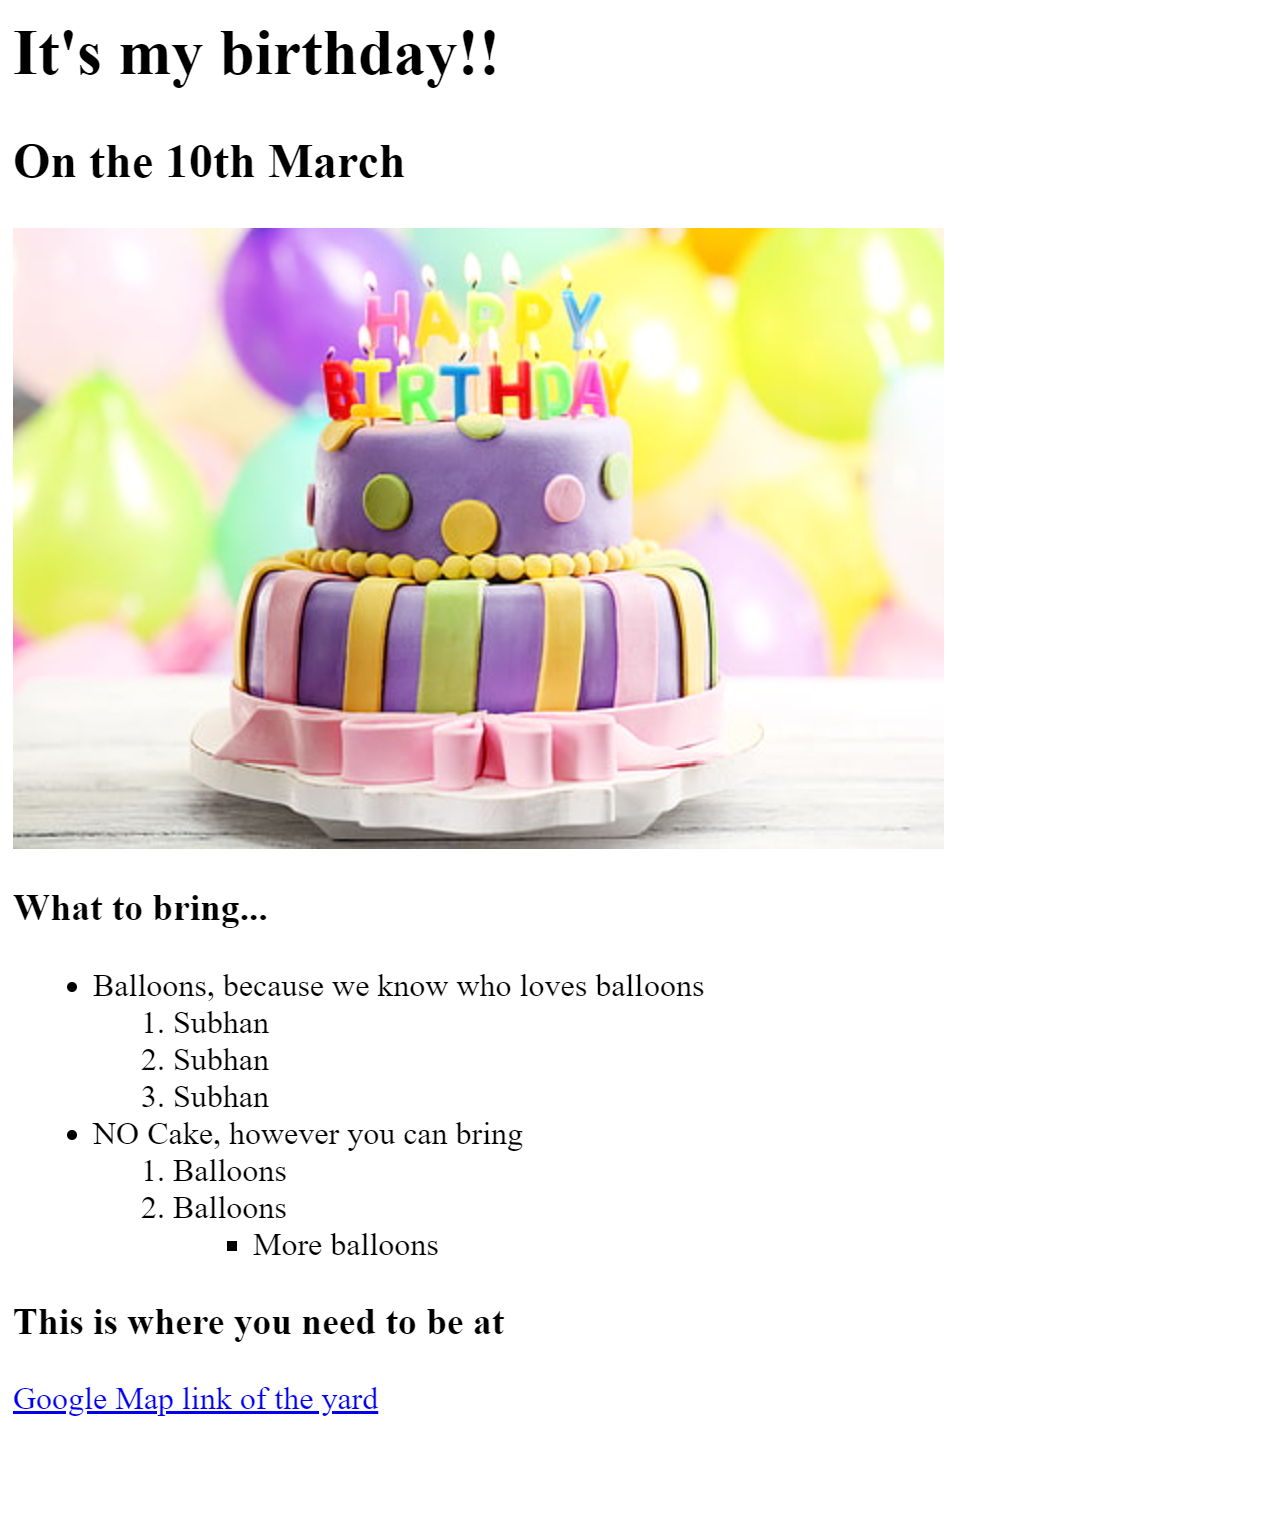 It's my birthday!!
On the 10th March
HAPPY
BIRTHDAY
What to bring...
• Balloons, because we know who loves balloons
1. Subhan
2. Subhan
3. Subhan
• NO Cake, however you can bring
1. Balloons
2. Balloons
▪ More balloons
This is where you need to be at
Google Map link of the yard